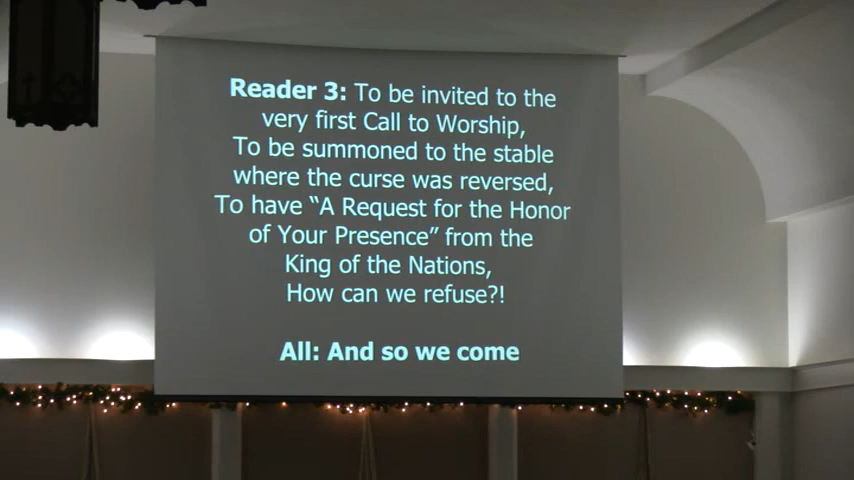 Reader 3: To be invited to the
very first Call to Worship,
To be summoned to the stable
where the curse was reversed,
To have “A Request for the Honor
of Your Presence” from the
King of the Nations,
How can we refuse?!
All: And so we come